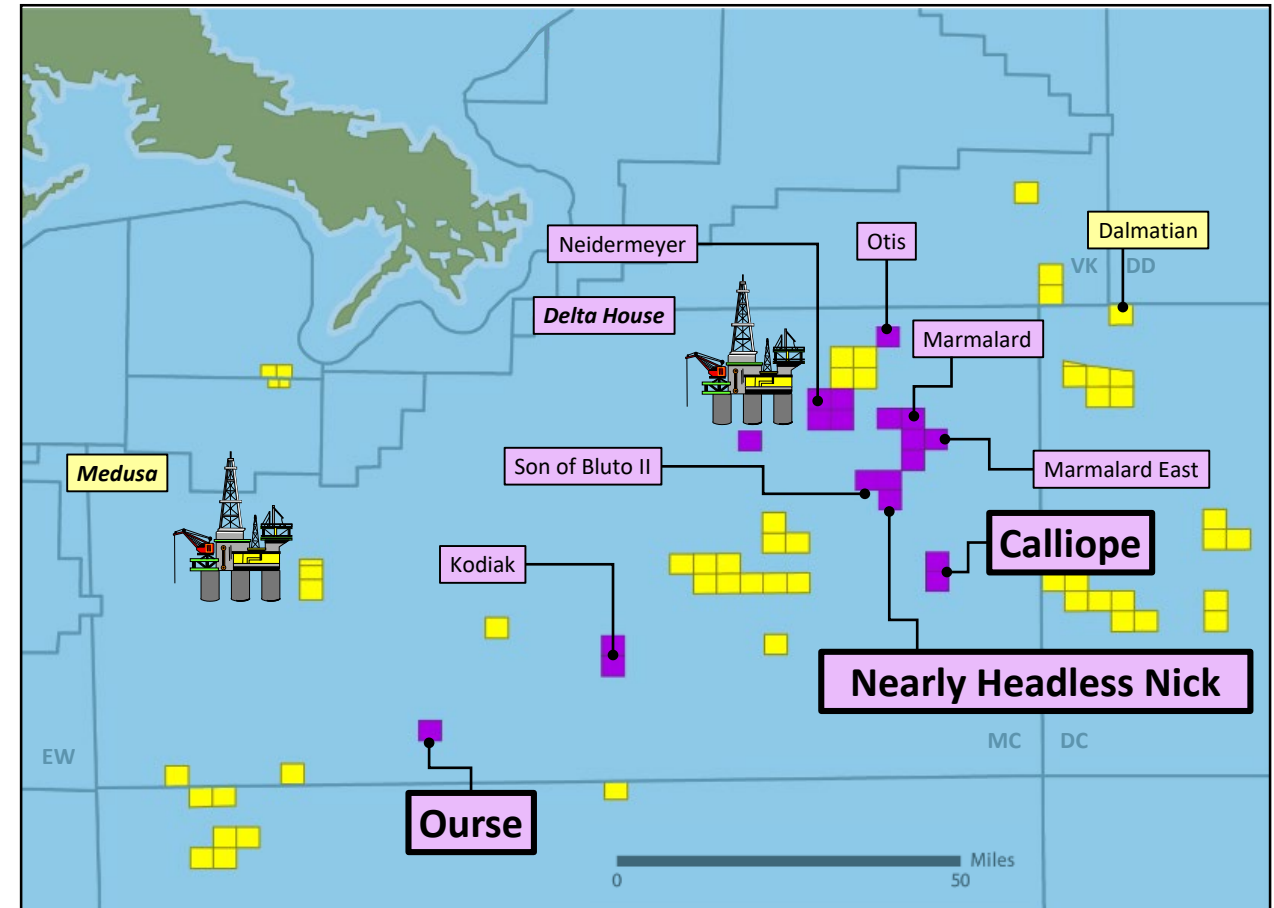 Neidermeyer
Otis
Dalmatian
VK
DD
Delta House
Marmalard
Medusa
Son of Bluto II
Marmalard East
Calliope
Kodiak
Nearly Headless Nick
EW
MC
DC
Ourse
Miles
0
50